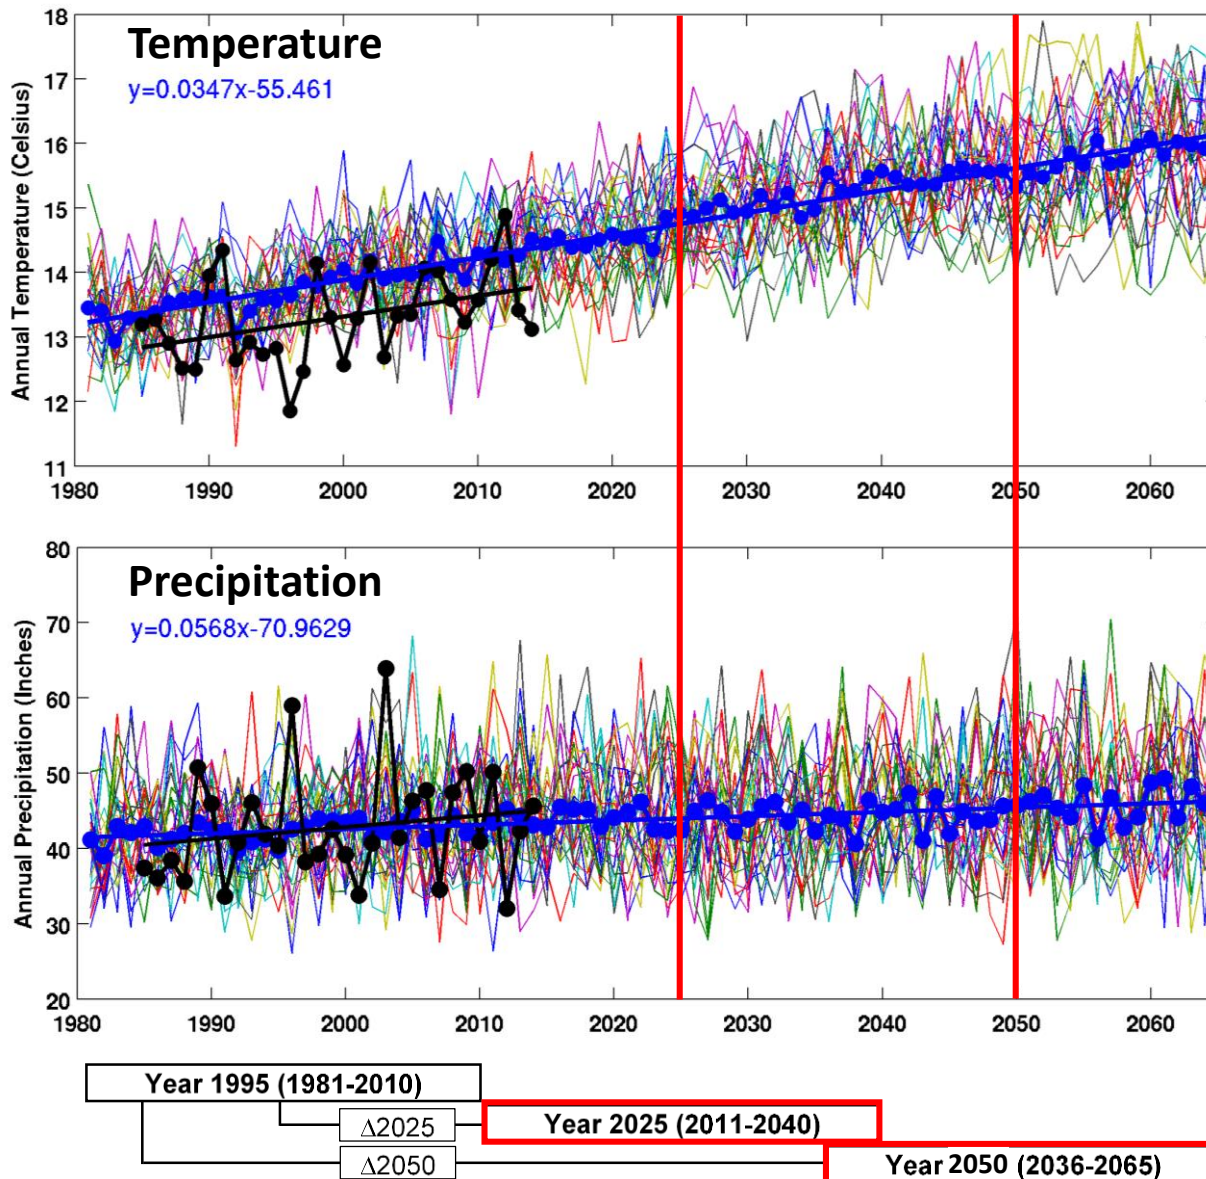 Temperature
y=0.0347x-55.461
Annual Temperature (Celsius)
18
17
16
15
14
13
12
11
1980 1990 2000 2010 2020 2030 2040 2050 2060
Precipitation
y=0.0568x-70.9629
Annual Precipitation (Inches)
80
70
60
50
40
30
20
1980 1990 2000 2010 2020 2030 2040 2050 2060
Year 1995 (1981-2010)
Δ2025 Year 2025 (2011-2040)
Δ2050 Year 2050 (2036-2065)